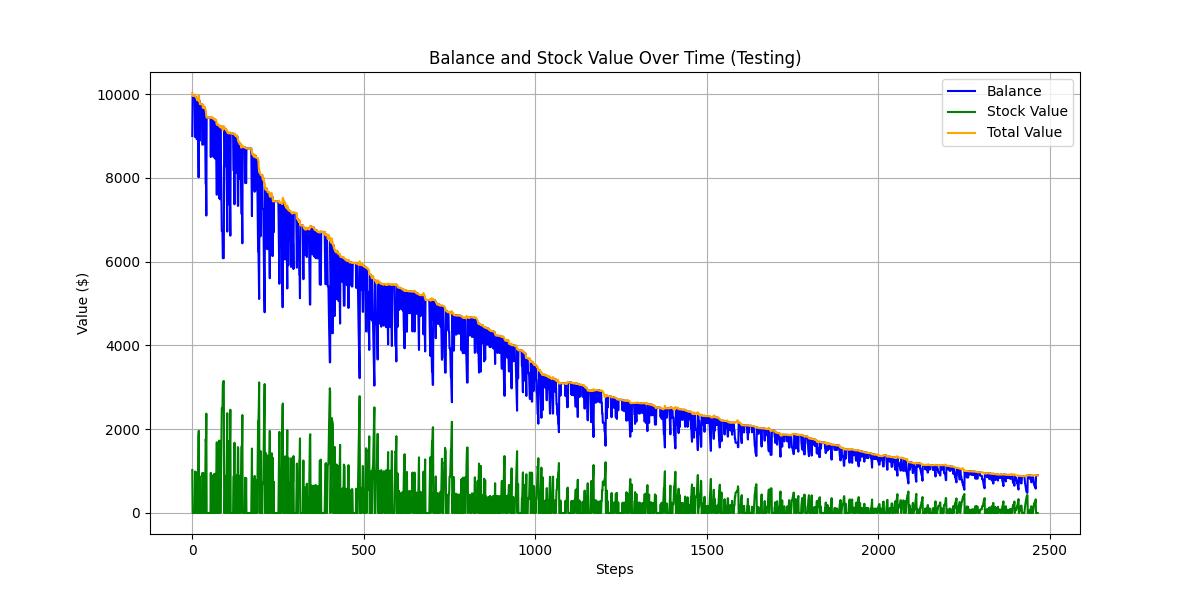 Balance and Stock Value Over Time (Testing)
Balance
Stock Value
Total Value
Value ($)
10000
8000
6000
4000
2000
0
0
500
1000
1500
2000
2500
Steps